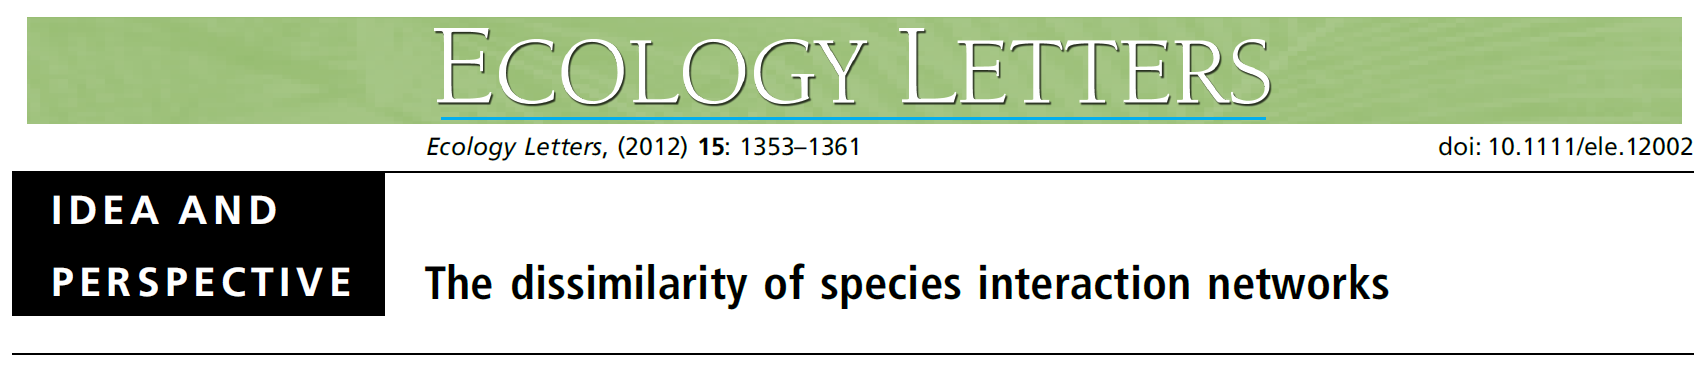 ECOLOGY LETTERS
Ecology Letters, (2012) 15: 1353–1361
doi: 10.1111/ele.12002
IDEA AND
PERSPECTIVE
The dissimilarity of species interaction networks